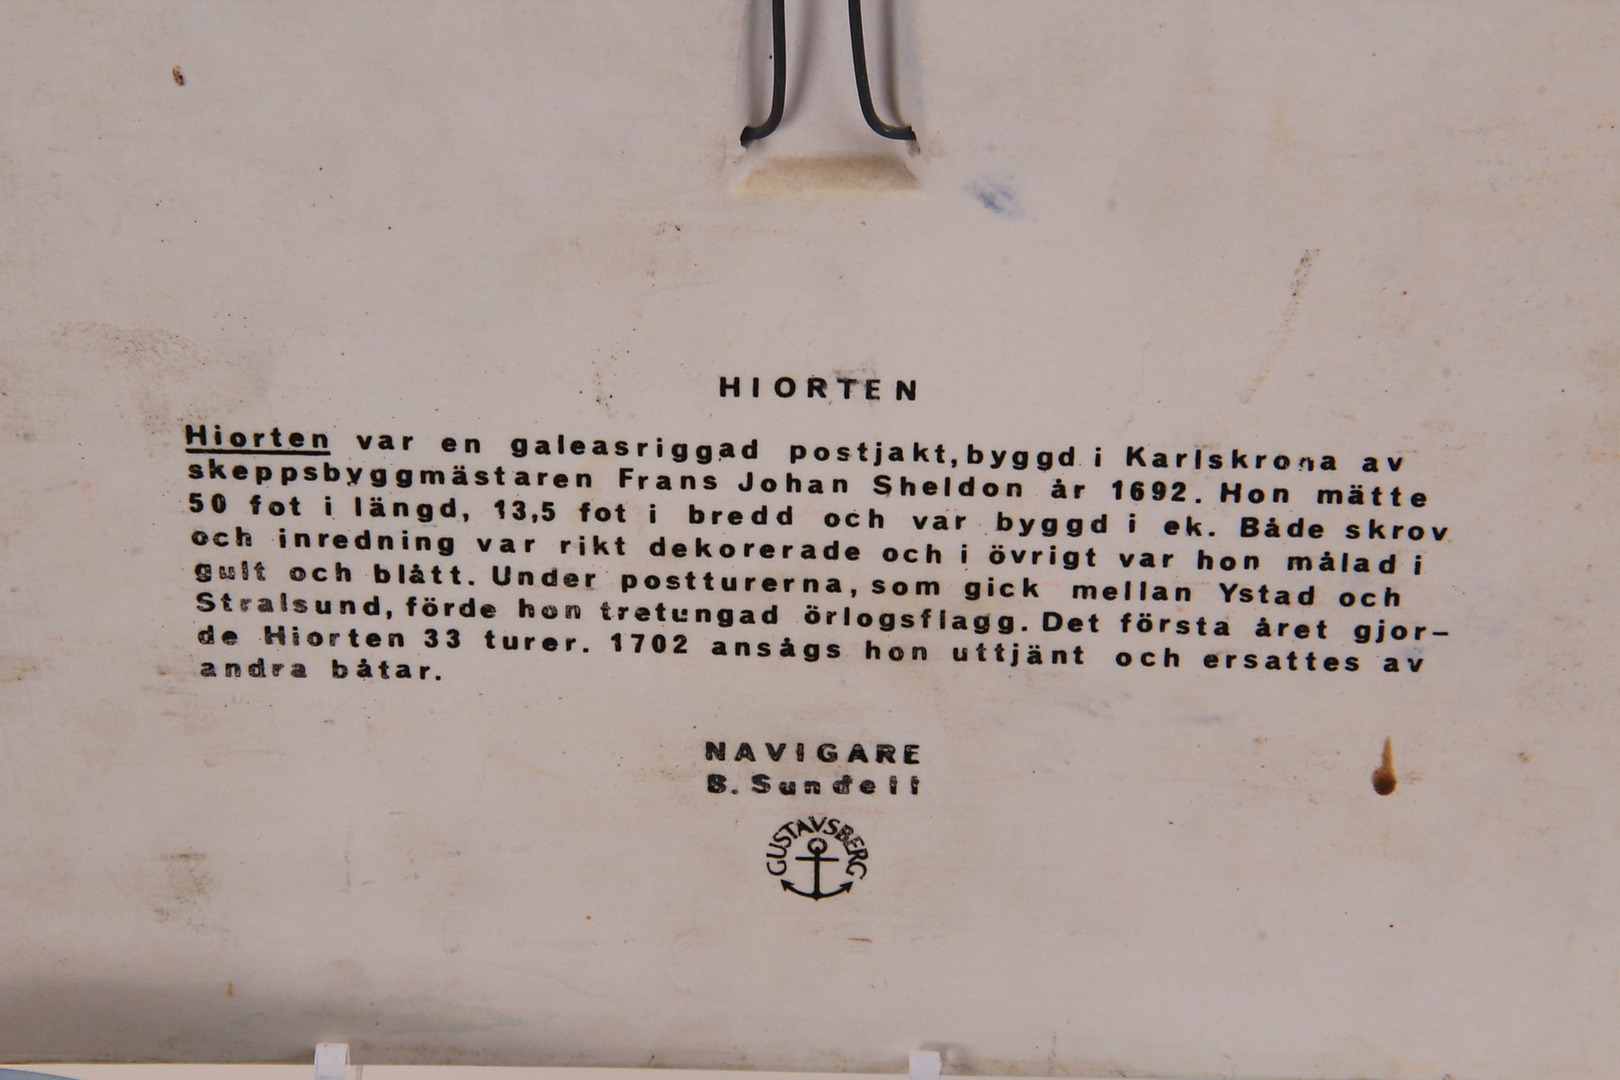 HIORTEN
Hiorten var en galeasriggad postjakt, byggd i Karlskrona av
skeppsbyggmästaren Frans Johan Sheldon år 1692. Hon mätte
50 fot i längd, 13,5 fot i bredd och var byggd i ek. Både skrov
och inredning var rikt dekorerade och i övrigt var hon målad i
gult och blått. Under postturerna, som gick mellan Ystad och
Stralsund, förde hon tretungad örlogsflagg. Det första året gjor-
de Hiorten 33 turer. 1702 ansågs hon uttjänt och ersattes av
andra båtar.
NAVIGARE
B. Sundell
GUSTAVSBERG